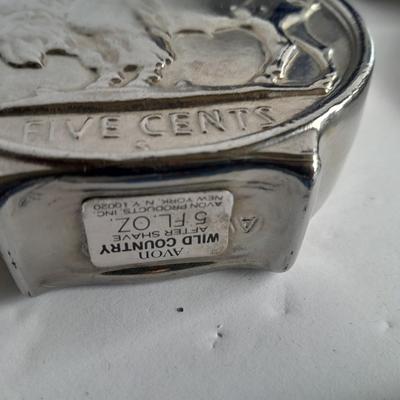 FIVE CENTS
S
AVON
WILD COUNTRY
AFTER SHAVE
5 FL. OZ.
AVON PRODUCTS, INC.
NEW YORK, N. Y. 10020